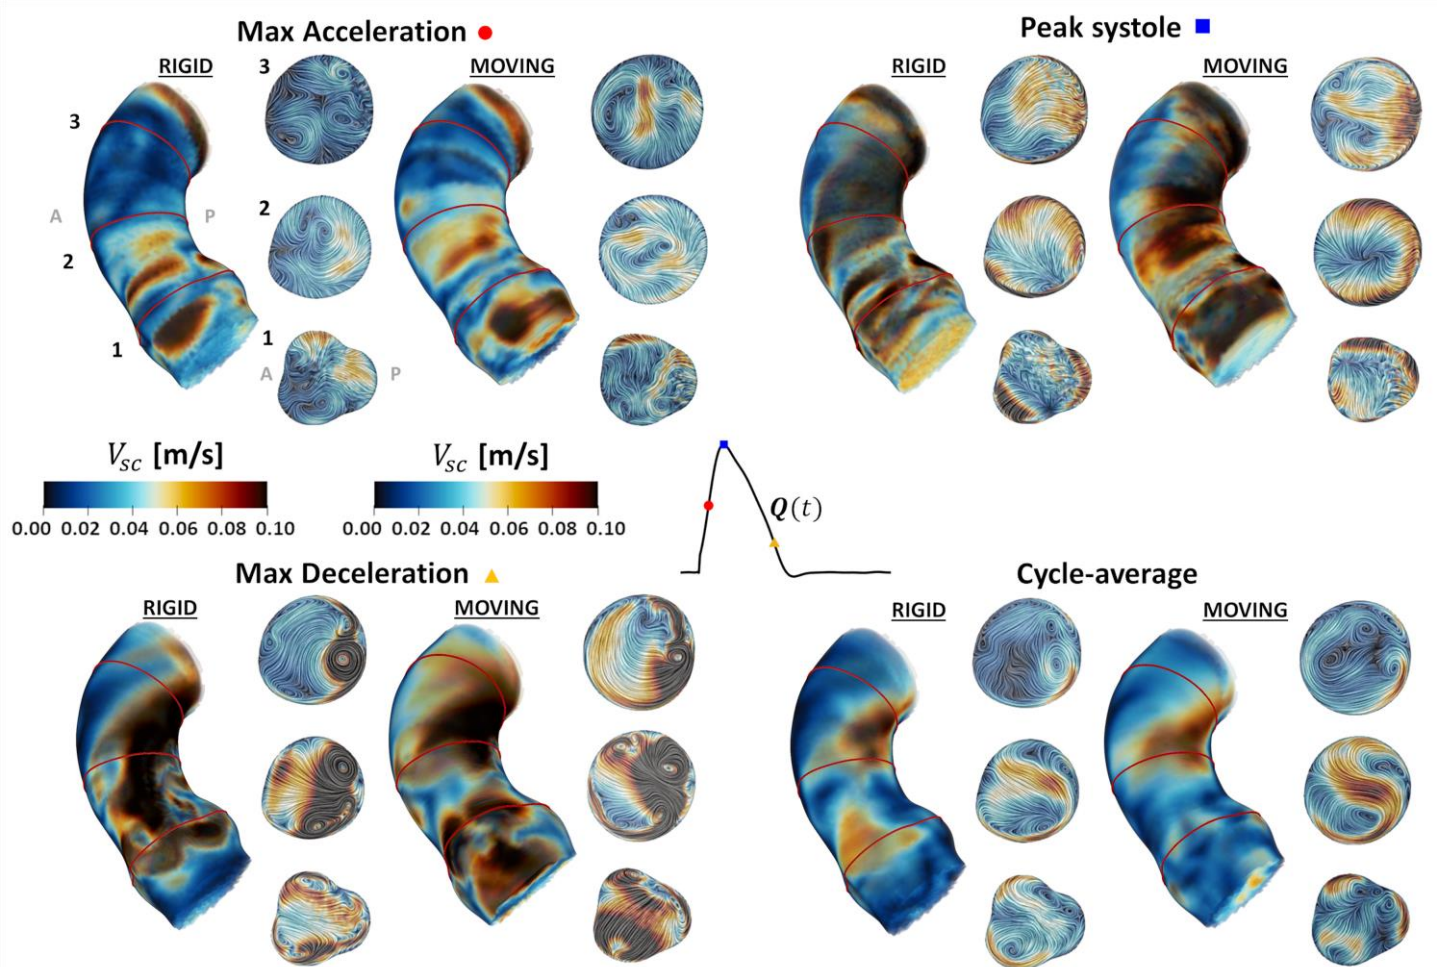 Max Acceleration
RIGID
3
MOVING
3
A
P
2
2
1
1
A
P
Peak systole
RIGID
MOVING
V_sc [m/s]
0.00 0.02 0.04 0.06 0.08 0.10
V_sc [m/s]
0.00 0.02 0.04 0.06 0.08 0.10
Q(t)
Max Deceleration
RIGID
MOVING
Cycle-average
RIGID
MOVING